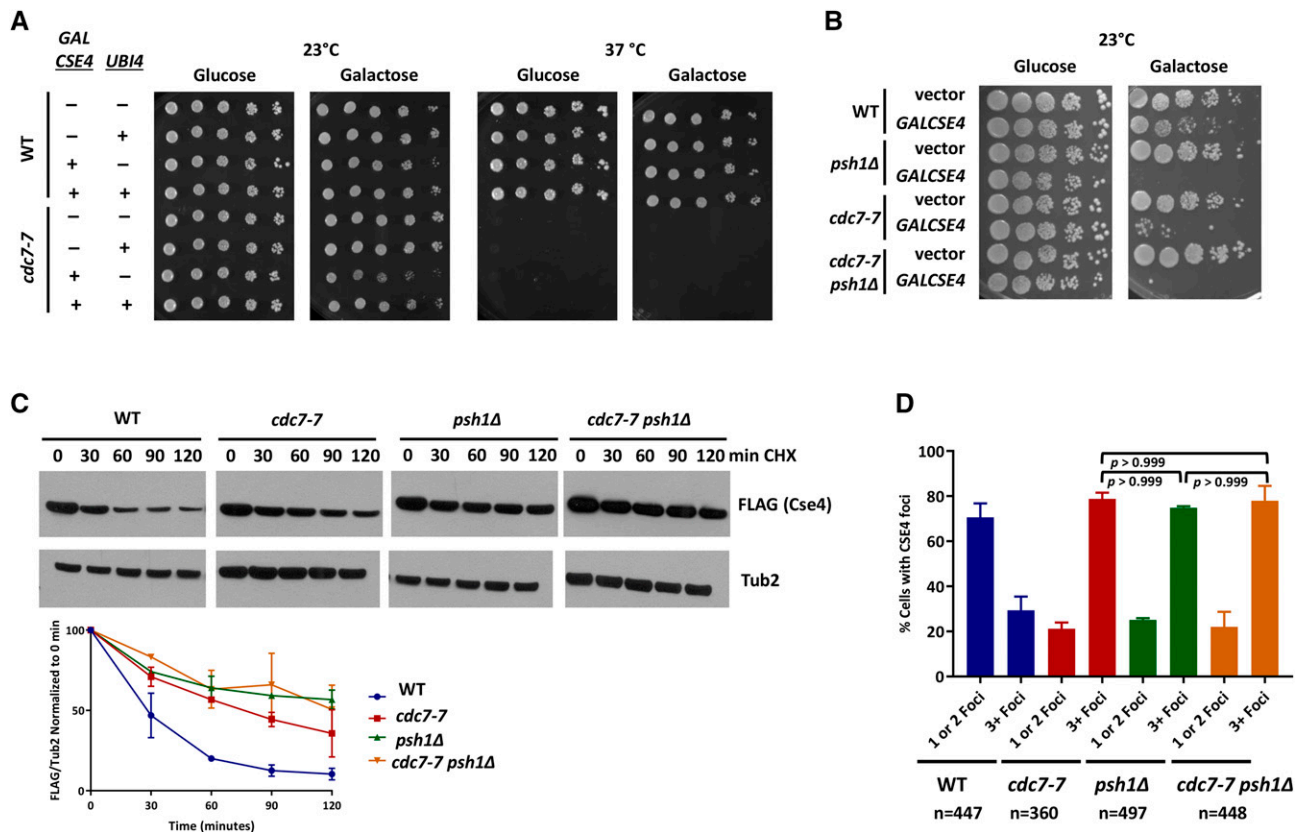 A
GAL
CSE4 UBI4
23°C
37 °C
Glucose Galactose Glucose Galactose
WT
– –
– +
+ –
+ +
cdc7-7
– –
– +
+ –
+ +
B
23°C
Glucose Galactose
WT vector
GALCSE4
psh1Δ vector
GALCSE4
cdc7-7 vector
GALCSE4
cdc7-7 psh1Δ vector
GALCSE4
C
WT cdc7-7 psh1Δ cdc7-7 psh1Δ
0 30 60 90 120 0 30 60 90 120 0 30 60 90 120 0 30 60 90 120 min CHX
FLAG (Cse4)
Tub2
FLAG/Tub2 Normalized to 0 min
100
50
0
0 30 60 90 120
Time (minutes)
WT
cdc7-7
psh1Δ
cdc7-7 psh1Δ
D
% Cells with CSE4 foci
100
80
60
40
20
0
p > 0.999
p > 0.999 p > 0.999
1 or 2 Foci 3+ Foci 1 or 2 Foci 3+ Foci 1 or 2 Foci 3+ Foci 1 or 2 Foci 3+ Foci
WT cdc7-7 psh1Δ cdc7-7 psh1Δ
n=447 n=360 n=497 n=448